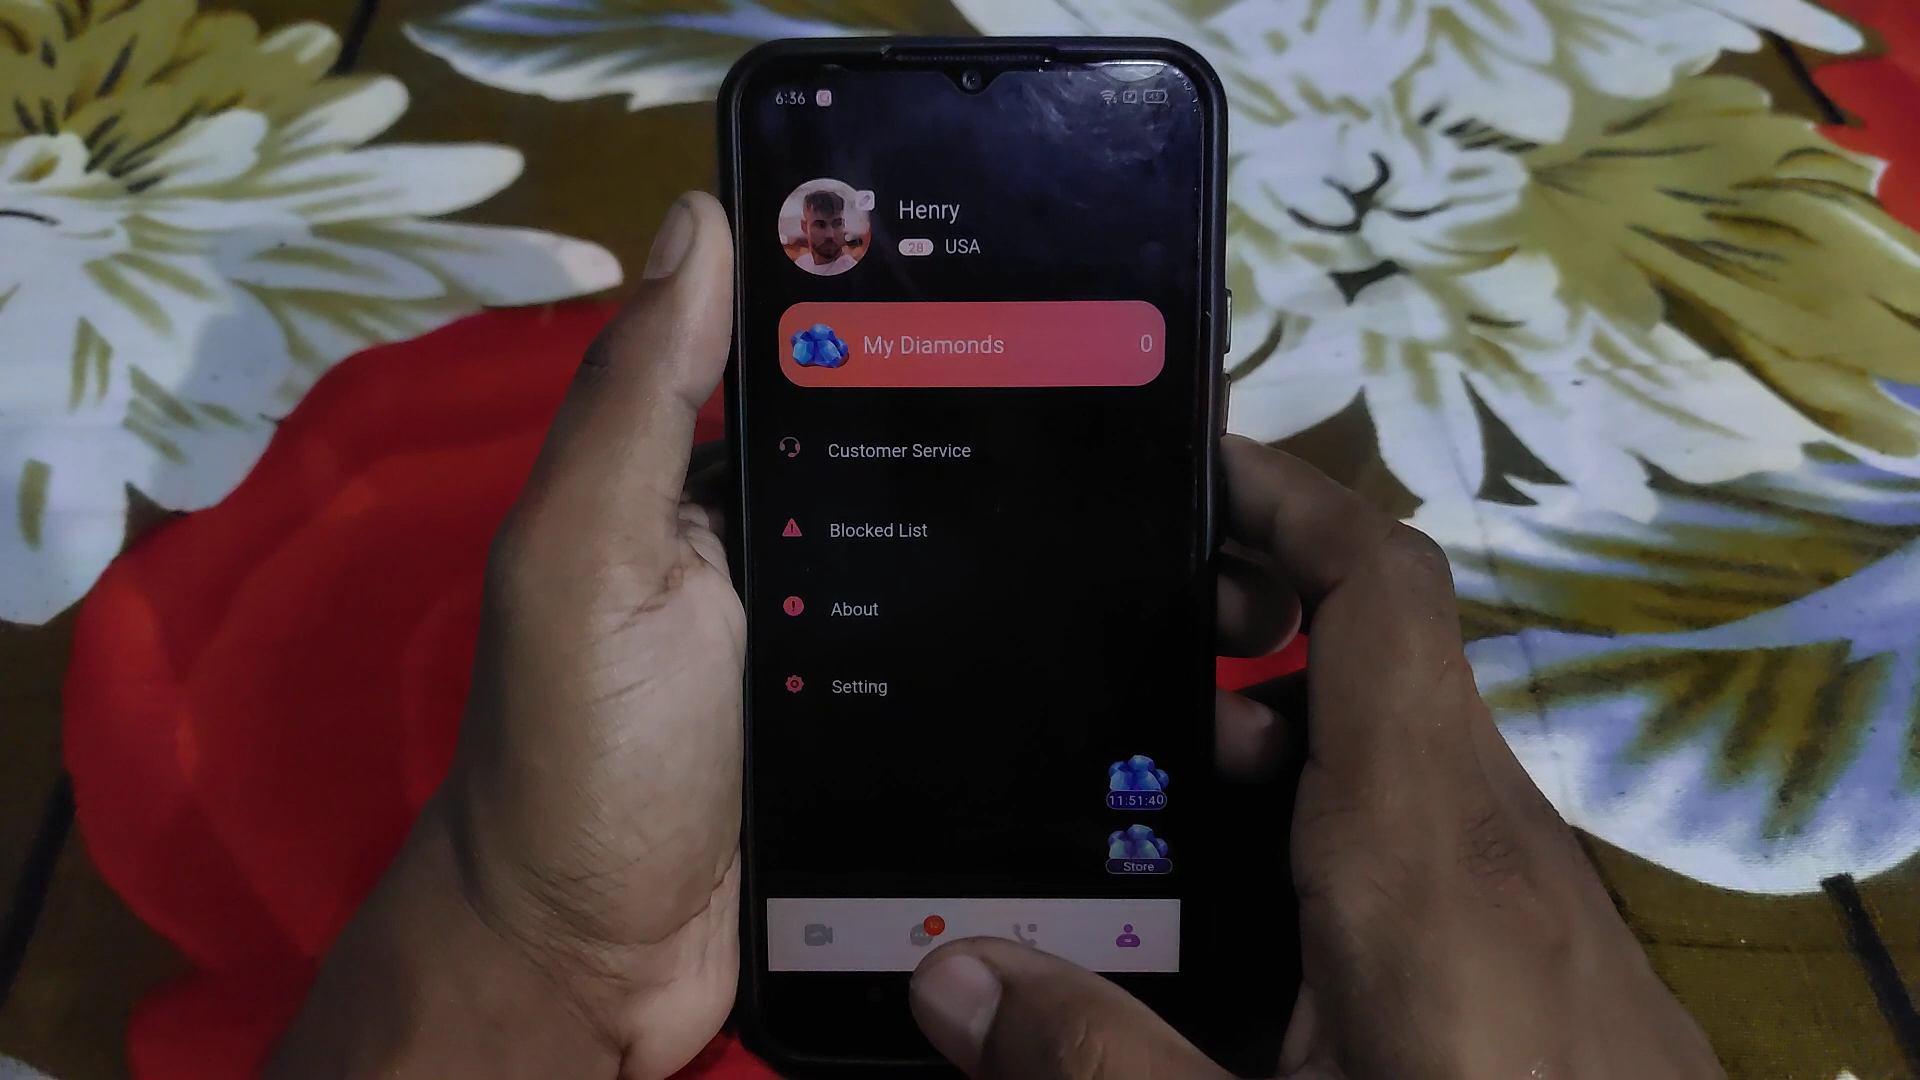 6:36
Henry
28 USA
My Diamonds 0
Customer Service
Blocked List
About
Setting
11:51:40
Store